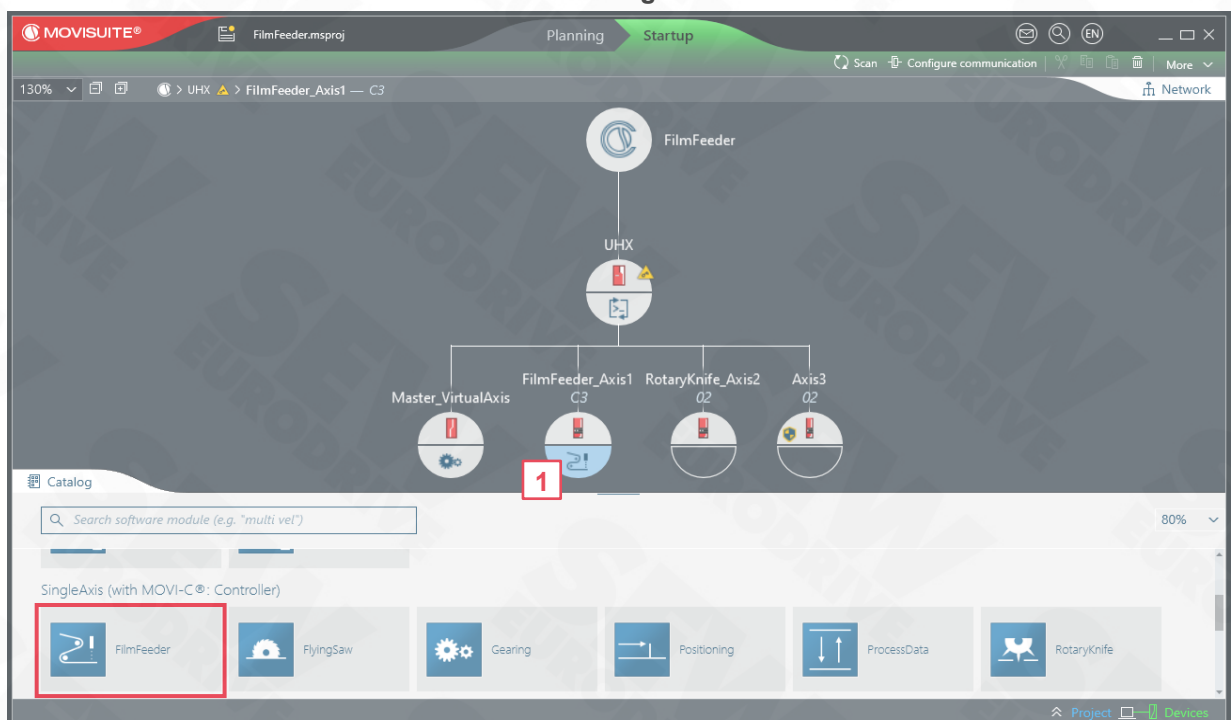 MOVISUITE®
FilmFeeder.msproj
Planning
Startup
EN
Scan
Configure communication
More
130%
> UHX > FilmFeeder_Axis1 — C3
Network
FilmFeeder
UHX
Master_VirtualAxis
FilmFeeder_Axis1
C3
RotaryKnife_Axis2
02
Axis3
02
1
Catalog
Search software module (e.g. "multi vel")
80%
SingleAxis (with MOVI-C®: Controller)
FilmFeeder
FlyingSaw
Gearing
Positioning
ProcessData
RotaryKnife
Project
Devices
SEW
EURODRIVE